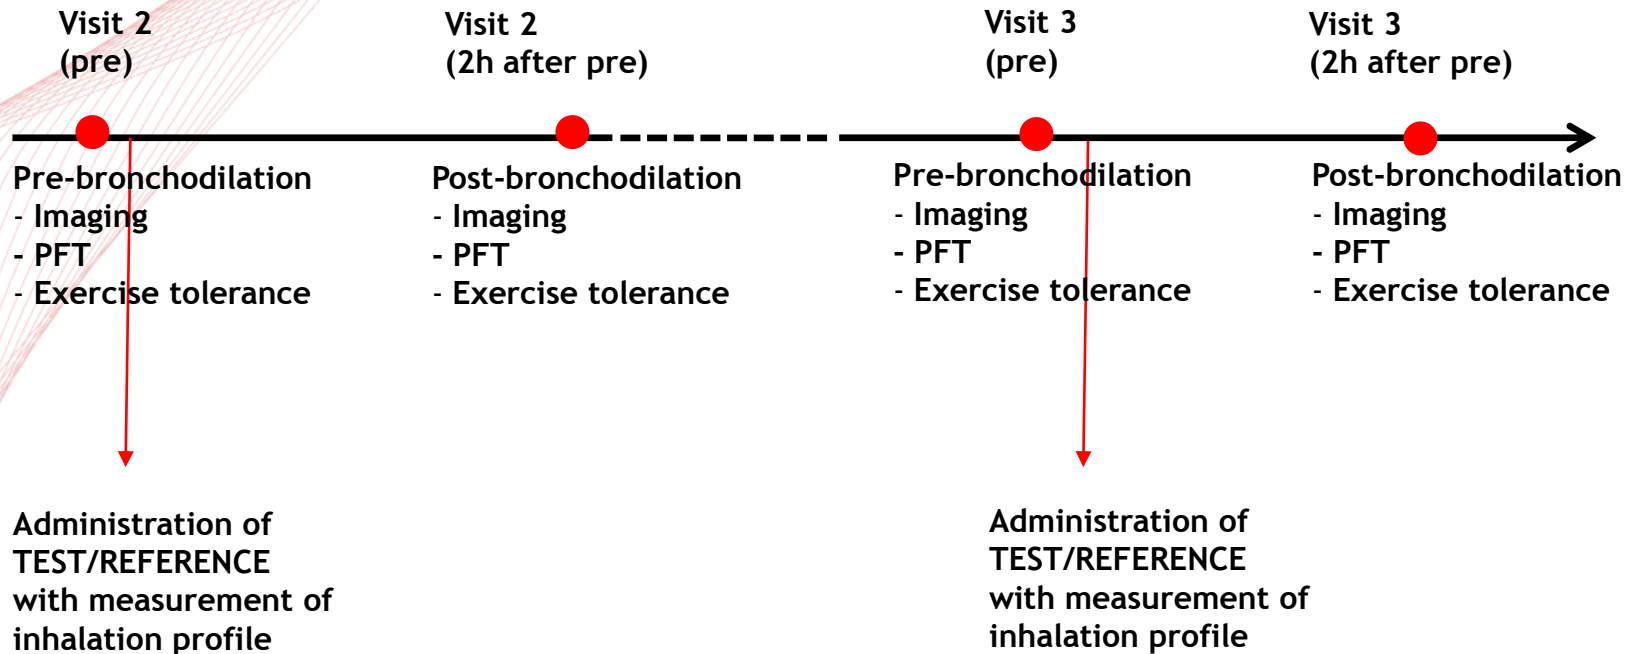 Visit 2
(pre)
Visit 2
(2h after pre)
Visit 3
(pre)
Visit 3
(2h after pre)
Pre-bronchodilation
- Imaging
- PFT
- Exercise tolerance
Post-bronchodilation
- Imaging
- PFT
- Exercise tolerance
Pre-bronchodilation
- Imaging
- PFT
- Exercise tolerance
Post-bronchodilation
- Imaging
- PFT
- Exercise tolerance
Administration of
TEST/REFERENCE
with measurement of
inhalation profile
Administration of
TEST/REFERENCE
with measurement of
inhalation profile